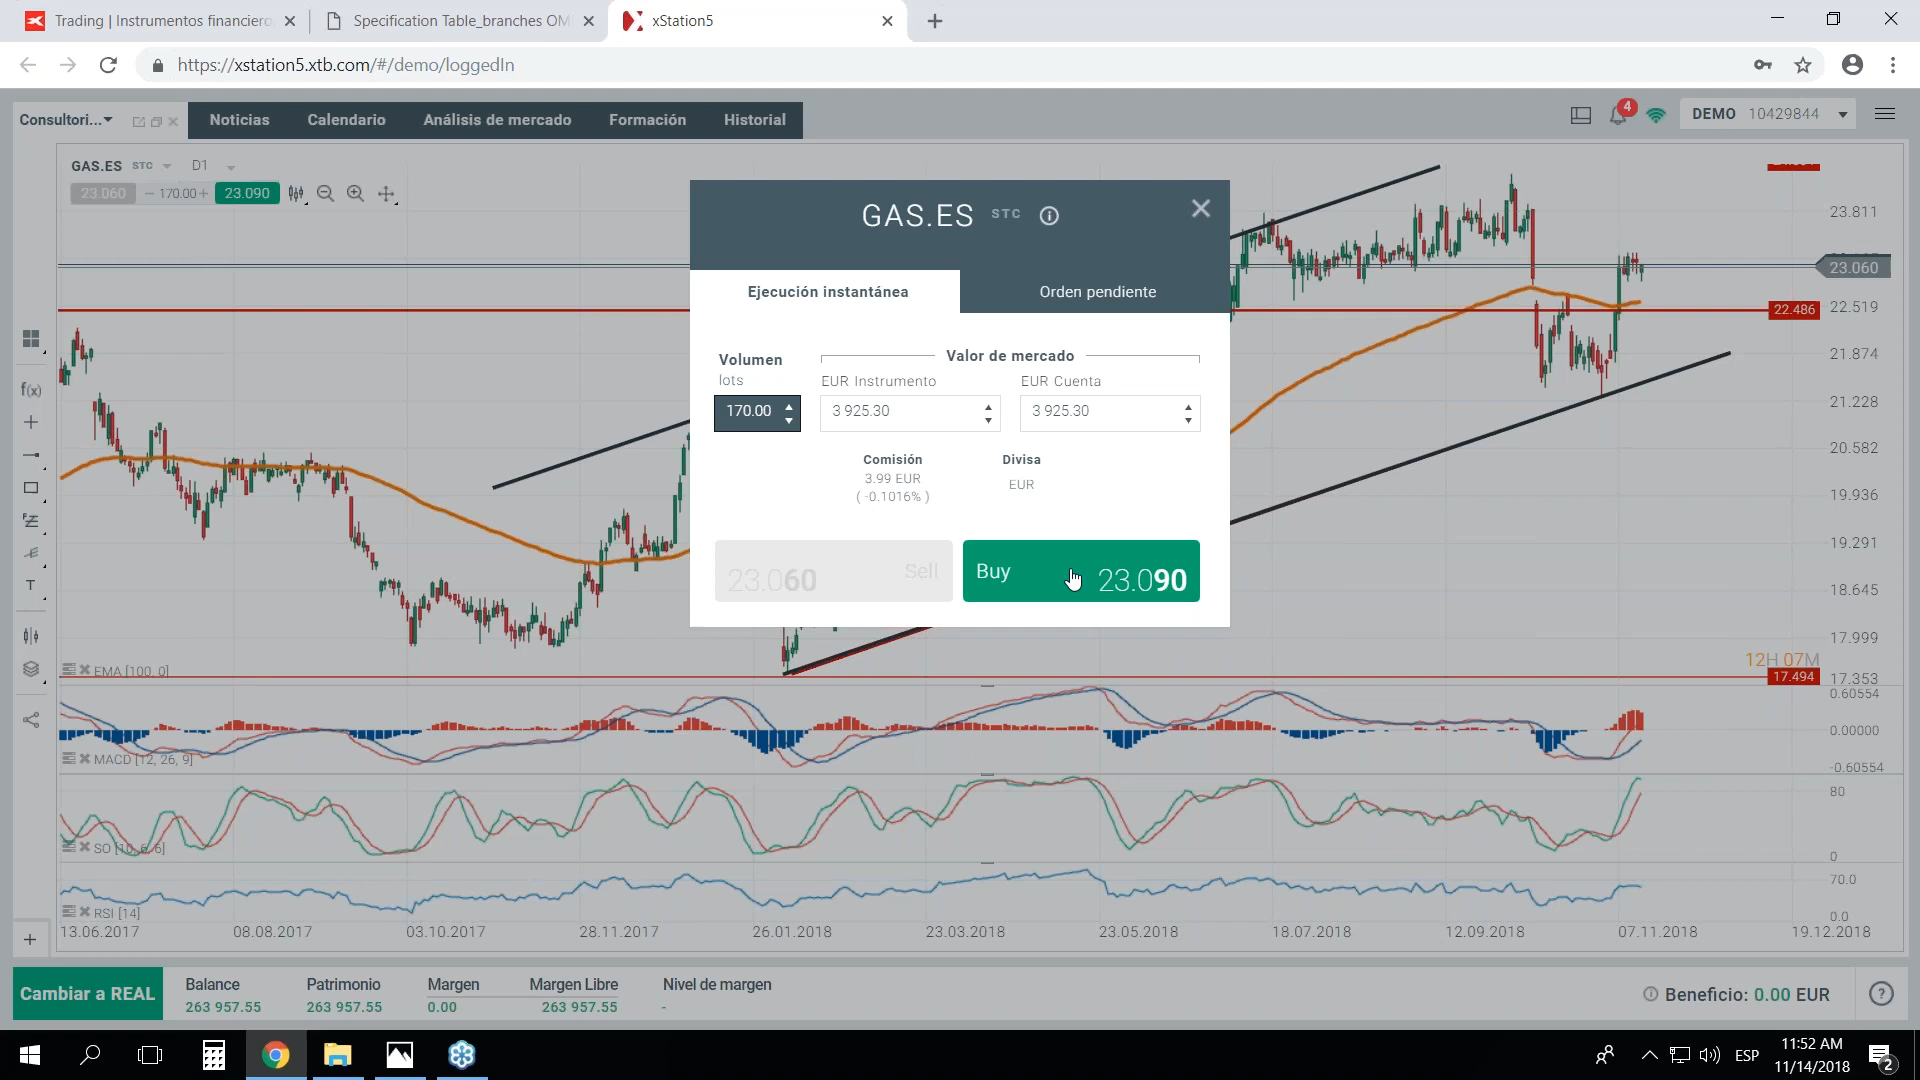 Trading | Instrumentos financiero
Specification Table_branches OM
xStation5
https://xstation5.xtb.com/#/demo/loggedIn
Consultori...
Noticias
Calendario
Análisis de mercado
Formación
Historial
4
DEMO 10429844
GAS.ES STC D1
23.060 − 170.00 + 23.090
GAS.ES STC
Ejecución instantánea
Orden pendiente
Volumen
lots
Valor de mercado
EUR Instrumento
EUR Cuenta
170.00
3 925.30
3 925.30
Comisión
3.99 EUR
( -0.1016% )
Divisa
EUR
23.060 Sell
Buy 23.090
23.811
23.060
22.486
22.519
21.874
21.228
20.582
19.936
19.291
18.645
17.999
12H 07M
17.494
17.353
f(x)
T
EMA [100, 0]
0.60554
0.00000
-0.60554
MACD [12, 26, 9]
80
0
SO [10, 6, 6]
70.0
0.0
RSI [14]
13.06.2017
08.08.2017
03.10.2017
28.11.2017
26.01.2018
23.03.2018
23.05.2018
18.07.2018
12.09.2018
07.11.2018
19.12.2018
Cambiar a REAL
Balance
263 957.55
Patrimonio
263 957.55
Margen
0.00
Margen Libre
263 957.55
Nivel de margen
-
Beneficio: 0.00 EUR
ESP
11:52 AM
11/14/2018
2